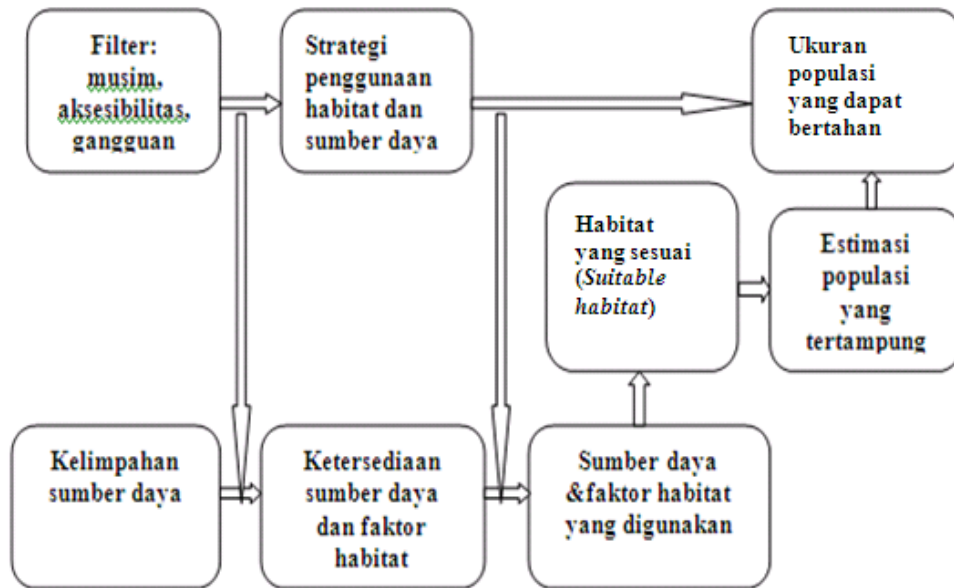 Filter:
musim,
aksesibilitas,
gangguan
Strategi
penggunaan
habitat dan
sumber daya
Ukuran
populasi
yang dapat
bertahan
Habitat
yang sesuai
(Suitable
habitat)
Estimasi
populasi
yang
tertampung
Kelimpahan
sumber daya
Ketersediaan
sumber daya
dan faktor
habitat
Sumber daya
&faktor habitat
yang digunakan